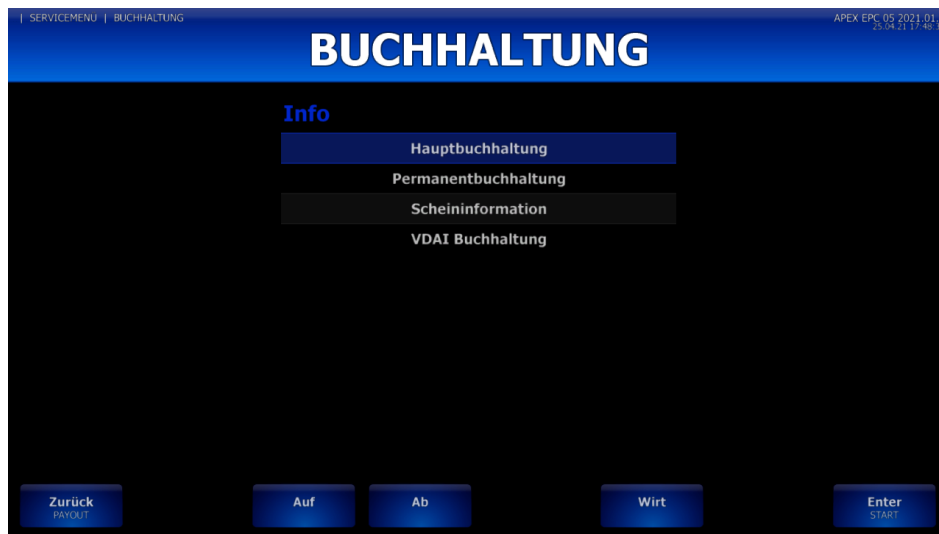 | SERVICEMENU | BUCHHALTUNG
APEX EPC 05 2021.01.
25.04.21 17:48:
BUCHHALTUNG
Info
Hauptbuchhaltung
Permanentbuchhaltung
Scheininformation
VDAI Buchhaltung
Zurück
PAYOUT
Auf
Ab
Wirt
Enter
START